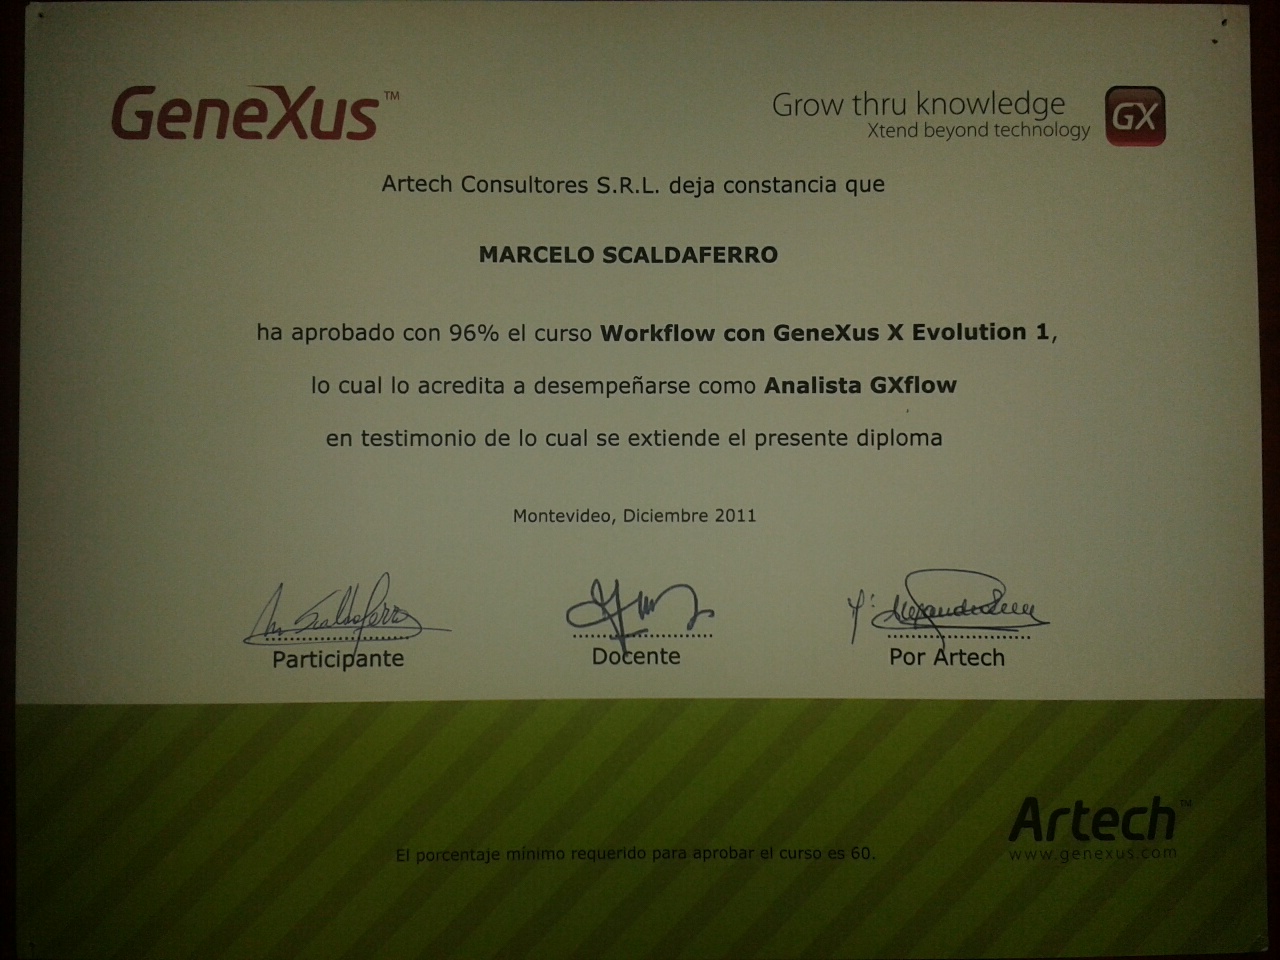 GeneXus™
Grow thru knowledge
Xtend beyond technology
GX
Artech Consultores S.R.L. deja constancia que
MARCELO SCALDAFERRO
ha aprobado con 96% el curso Workflow con GeneXus X Evolution 1,
lo cual lo acredita a desempeñarse como Analista GXflow
en testimonio de lo cual se extiende el presente diploma
Montevideo, Diciembre 2011
Participante
Docente
Por Artech
Artech™
www.genexus.com
El porcentaje mínimo requerido para aprobar el curso es 60.